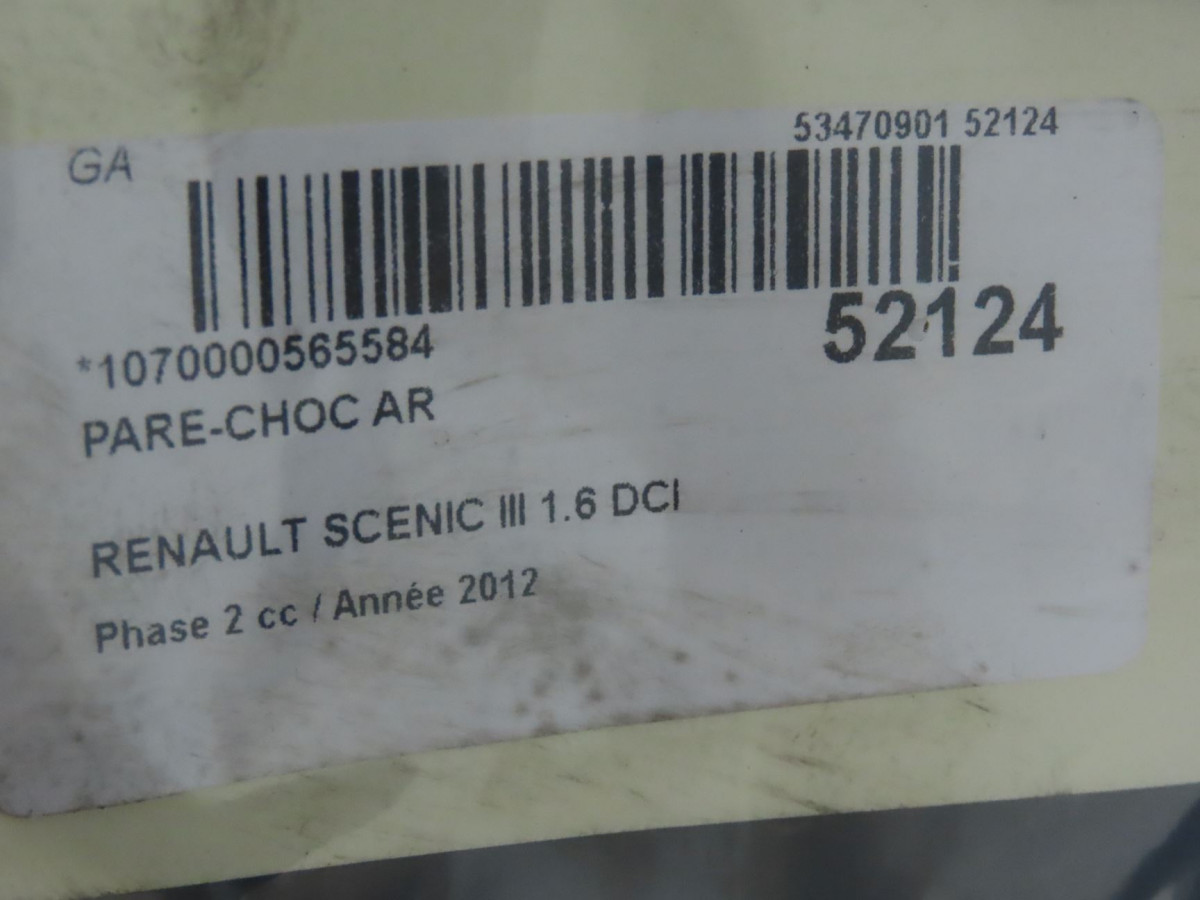 53470901 52124
GA
52124
*1070000565584
PARE-CHOC AR
RENAULT SCENIC III 1.6 DCI
Phase 2 cc / Année 2012